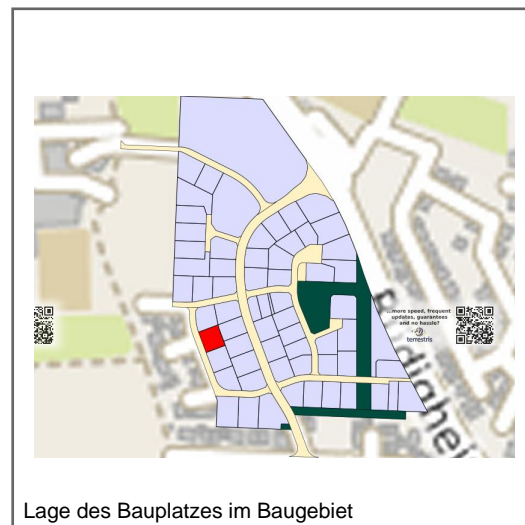 ...more speed, frequent
updates, guarantees
and no hassle?
terrestris
Lage des Bauplatzes im Baugebiet